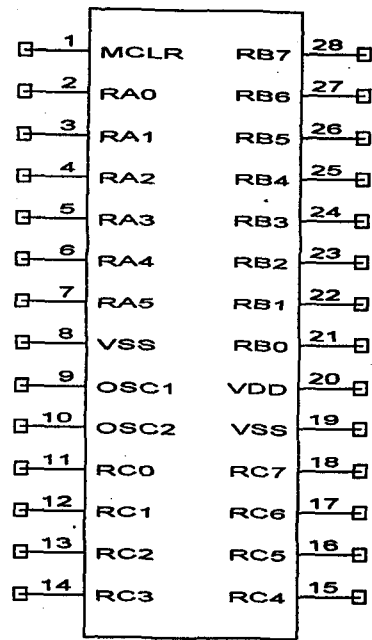 1 MCLR RB7 28
2 RA0 RB6 27
3 RA1 RB5 26
4 RA2 RB4 25
5 RA3 RB3 24
6 RA4 RB2 23
7 RA5 RB1 22
8 VSS RB0 21
9 OSC1 VDD 20
10 OSC2 VSS 19
11 RC0 RC7 18
12 RC1 RC6 17
13 RC2 RC5 16
14 RC3 RC4 15